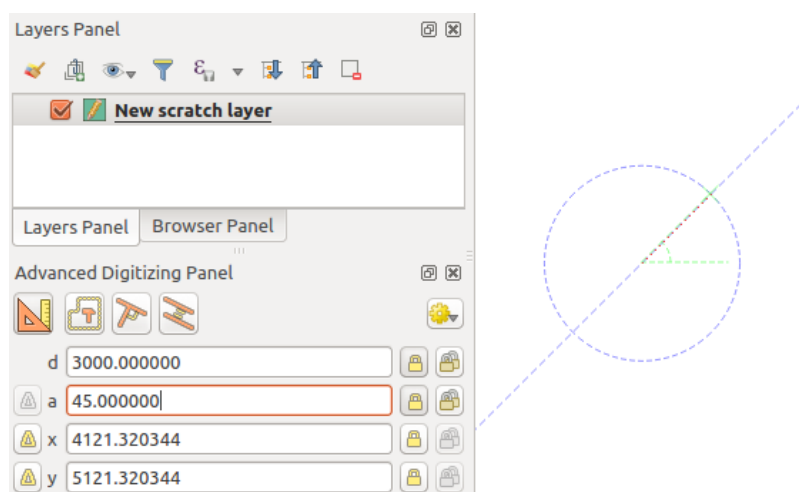 Layers Panel
New scratch layer
Layers Panel Browser Panel
Advanced Digitizing Panel
d 3000.000000
a 45.000000
x 4121.320344
y 5121.320344